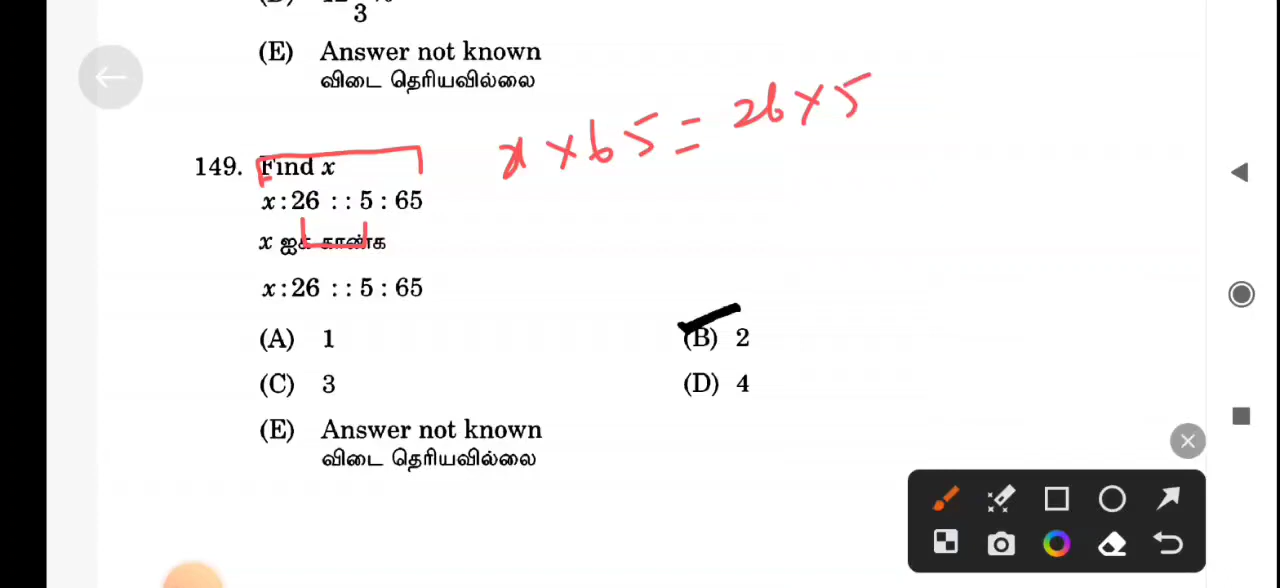 3
(E) Answer not known
விடை தெரியவில்லை
x × 65 = 26 × 5
149. Find x
x : 26 : : 5 : 65
x ஐக் காண்க
x : 26 : : 5 : 65
(A) 1 (B) 2
(C) 3 (D) 4
(E) Answer not known
விடை தெரியவில்லை